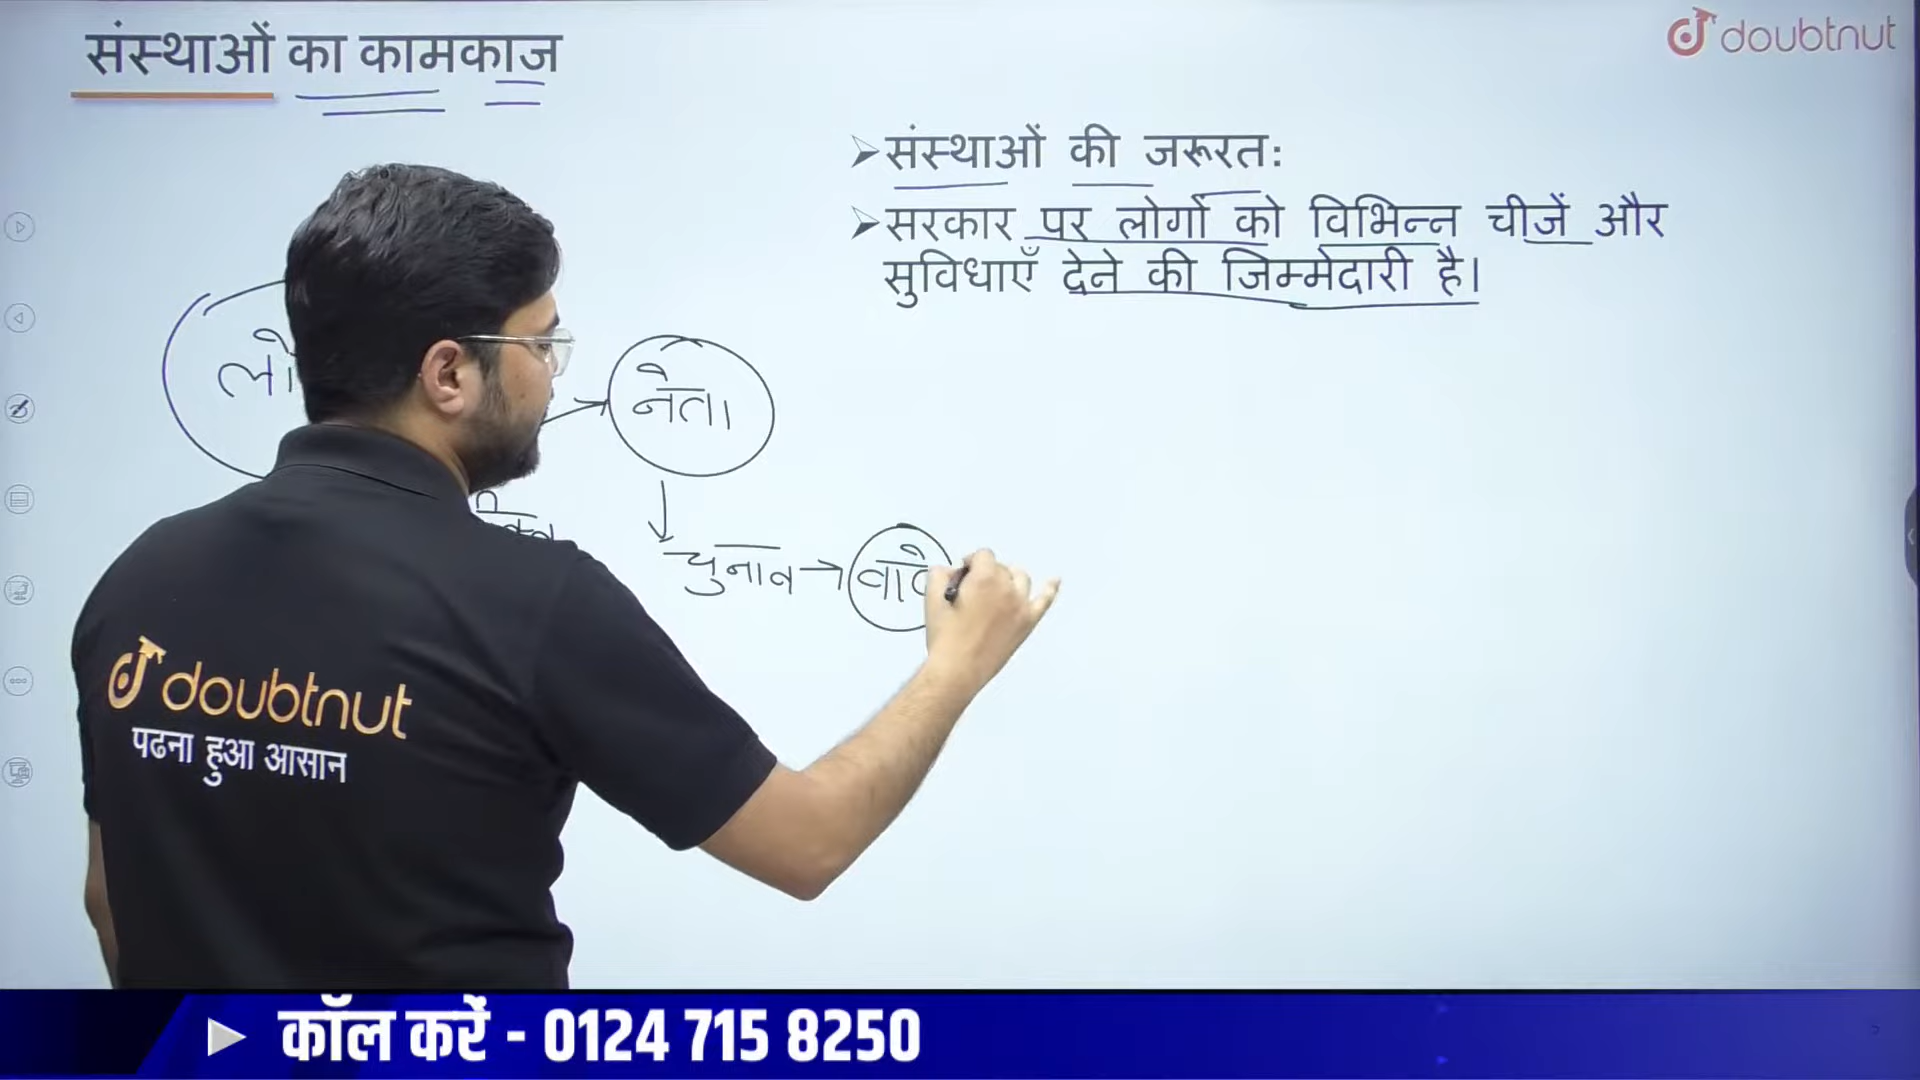 संस्थाओं का कामकाज
doubtnut
➢संस्थाओं की जरूरतः
➢सरकार पर लोगों को विभिन्न चीजें और
सुविधाएँ देने की जिम्मेदारी है।
नेता
चुनाव
doubtnut
पढना हुआ आसान
कॉल करें - 0124 715 8250